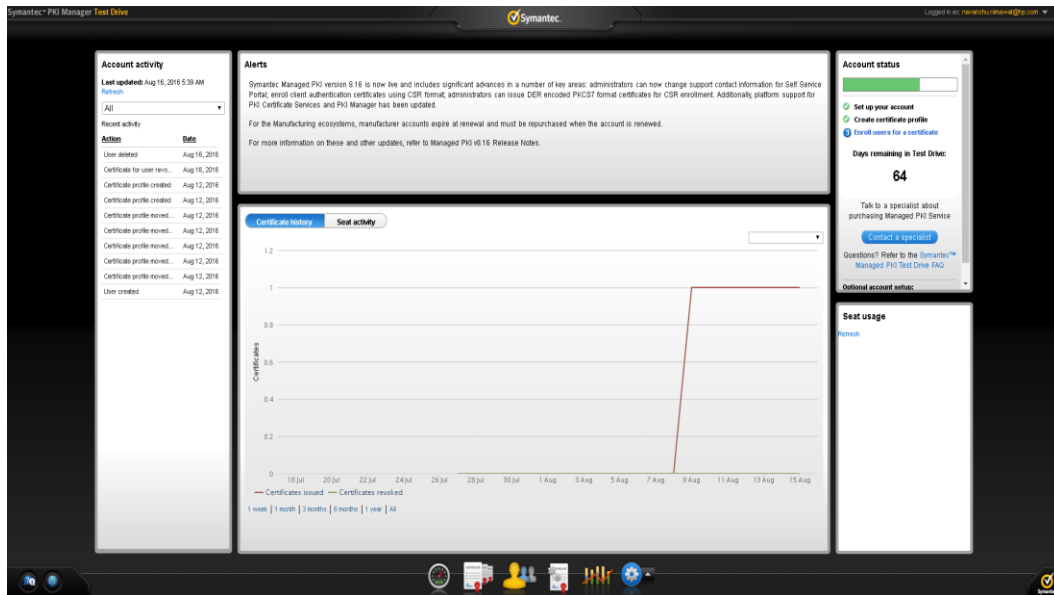 Symantec™ PKI Manager Test Drive
Symantec.
Logged in as:
Account activity
Last updated: Aug 16, 2016 5:39 AM
Refresh
All
Recent activity
Action Date
User deleted Aug 16, 2016
Certificate for user revo... Aug 16, 2016
Certificate profile created Aug 12, 2016
Certificate profile created Aug 12, 2016
Certificate profile moved... Aug 12, 2016
Certificate profile moved... Aug 12, 2016
Certificate profile moved... Aug 12, 2016
Certificate profile moved... Aug 12, 2016
Certificate profile moved... Aug 12, 2016
User created Aug 12, 2016
Alerts
Symantec Managed PKI version 8.16 is now live and includes significant advances in a number of key areas: administrators can now change support contact information for Self Service
Portal; enroll client authentication certificates using CSR format; administrators can issue DER encoded PKCS7 format certificates for CSR enrollment. Additionally, platform support for
PKI Certificate Services and PKI Manager has been updated.
For the Manufacturing ecosystems, manufacturer accounts expire at renewal and must be repurchased when the account is renewed.
For more information on these and other updates, refer to Managed PKI v8.16 Release Notes.
Certificate history Seat activity
1.2
1
0.8
0.6
0.4
0.2
0
Certificates
18 Jul 20 Jul 22 Jul 24 Jul 26 Jul 28 Jul 30 Jul 1 Aug 3 Aug 5 Aug 7 Aug 9 Aug 11 Aug 13 Aug 15 Aug
Certificates issued Certificates revoked
1 week | 1 month | 3 months | 6 months | 1 year | All
Account status
Set up your account
Create certificate profile
3 Enroll users for a certificate
Days remaining in Test Drive:
64
Talk to a specialist about
purchasing Managed PKI Service
Contact a specialist
Questions? Refer to the Symantec™
Managed PKI Test Drive FAQ
Optional account setup:
Seat usage
Refresh